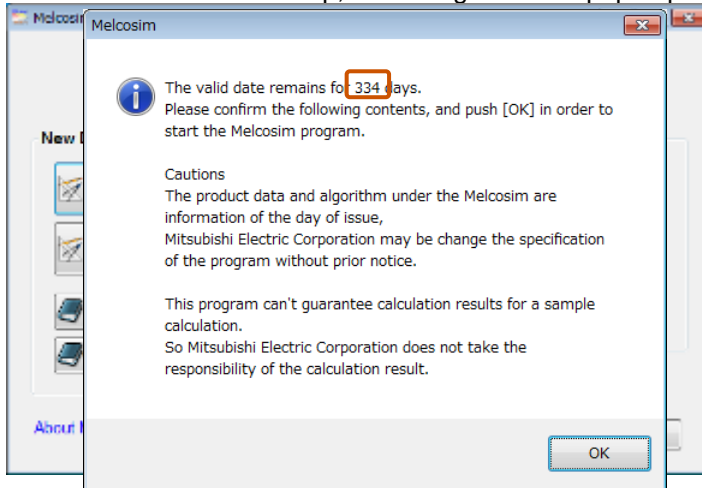 Melcosim
The valid date remains for 334 days.
Please confirm the following contents, and push [OK] in order to
start the Melcosim program.
New
Cautions
The product data and algorithm under the Melcosim are
information of the day of issue,
Mitsubishi Electric Corporation may be change the specification
of the program without prior notice.
This program can't guarantee calculation results for a sample
calculation.
So Mitsubishi Electric Corporation does not take the
responsibility of the calculation result.
About
OK